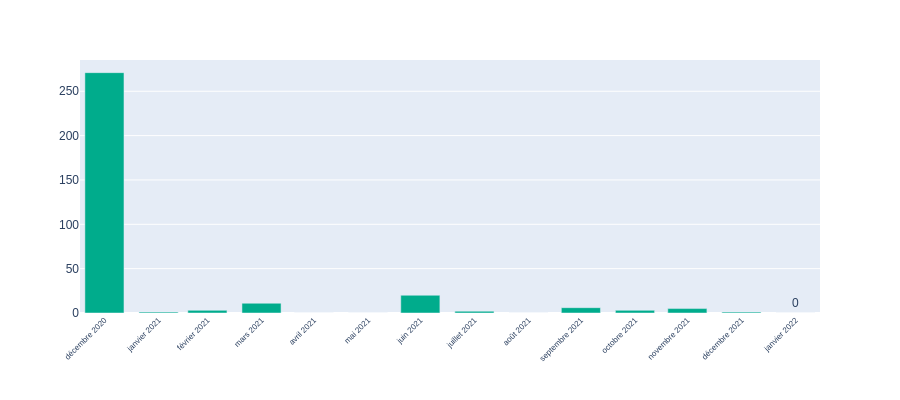 250
200
150
100
50
0
0
décembre 2020
janvier 2021
février 2021
mars 2021
avril 2021
mai 2021
juin 2021
juillet 2021
août 2021
septembre 2021
octobre 2021
novembre 2021
décembre 2021
janvier 2022